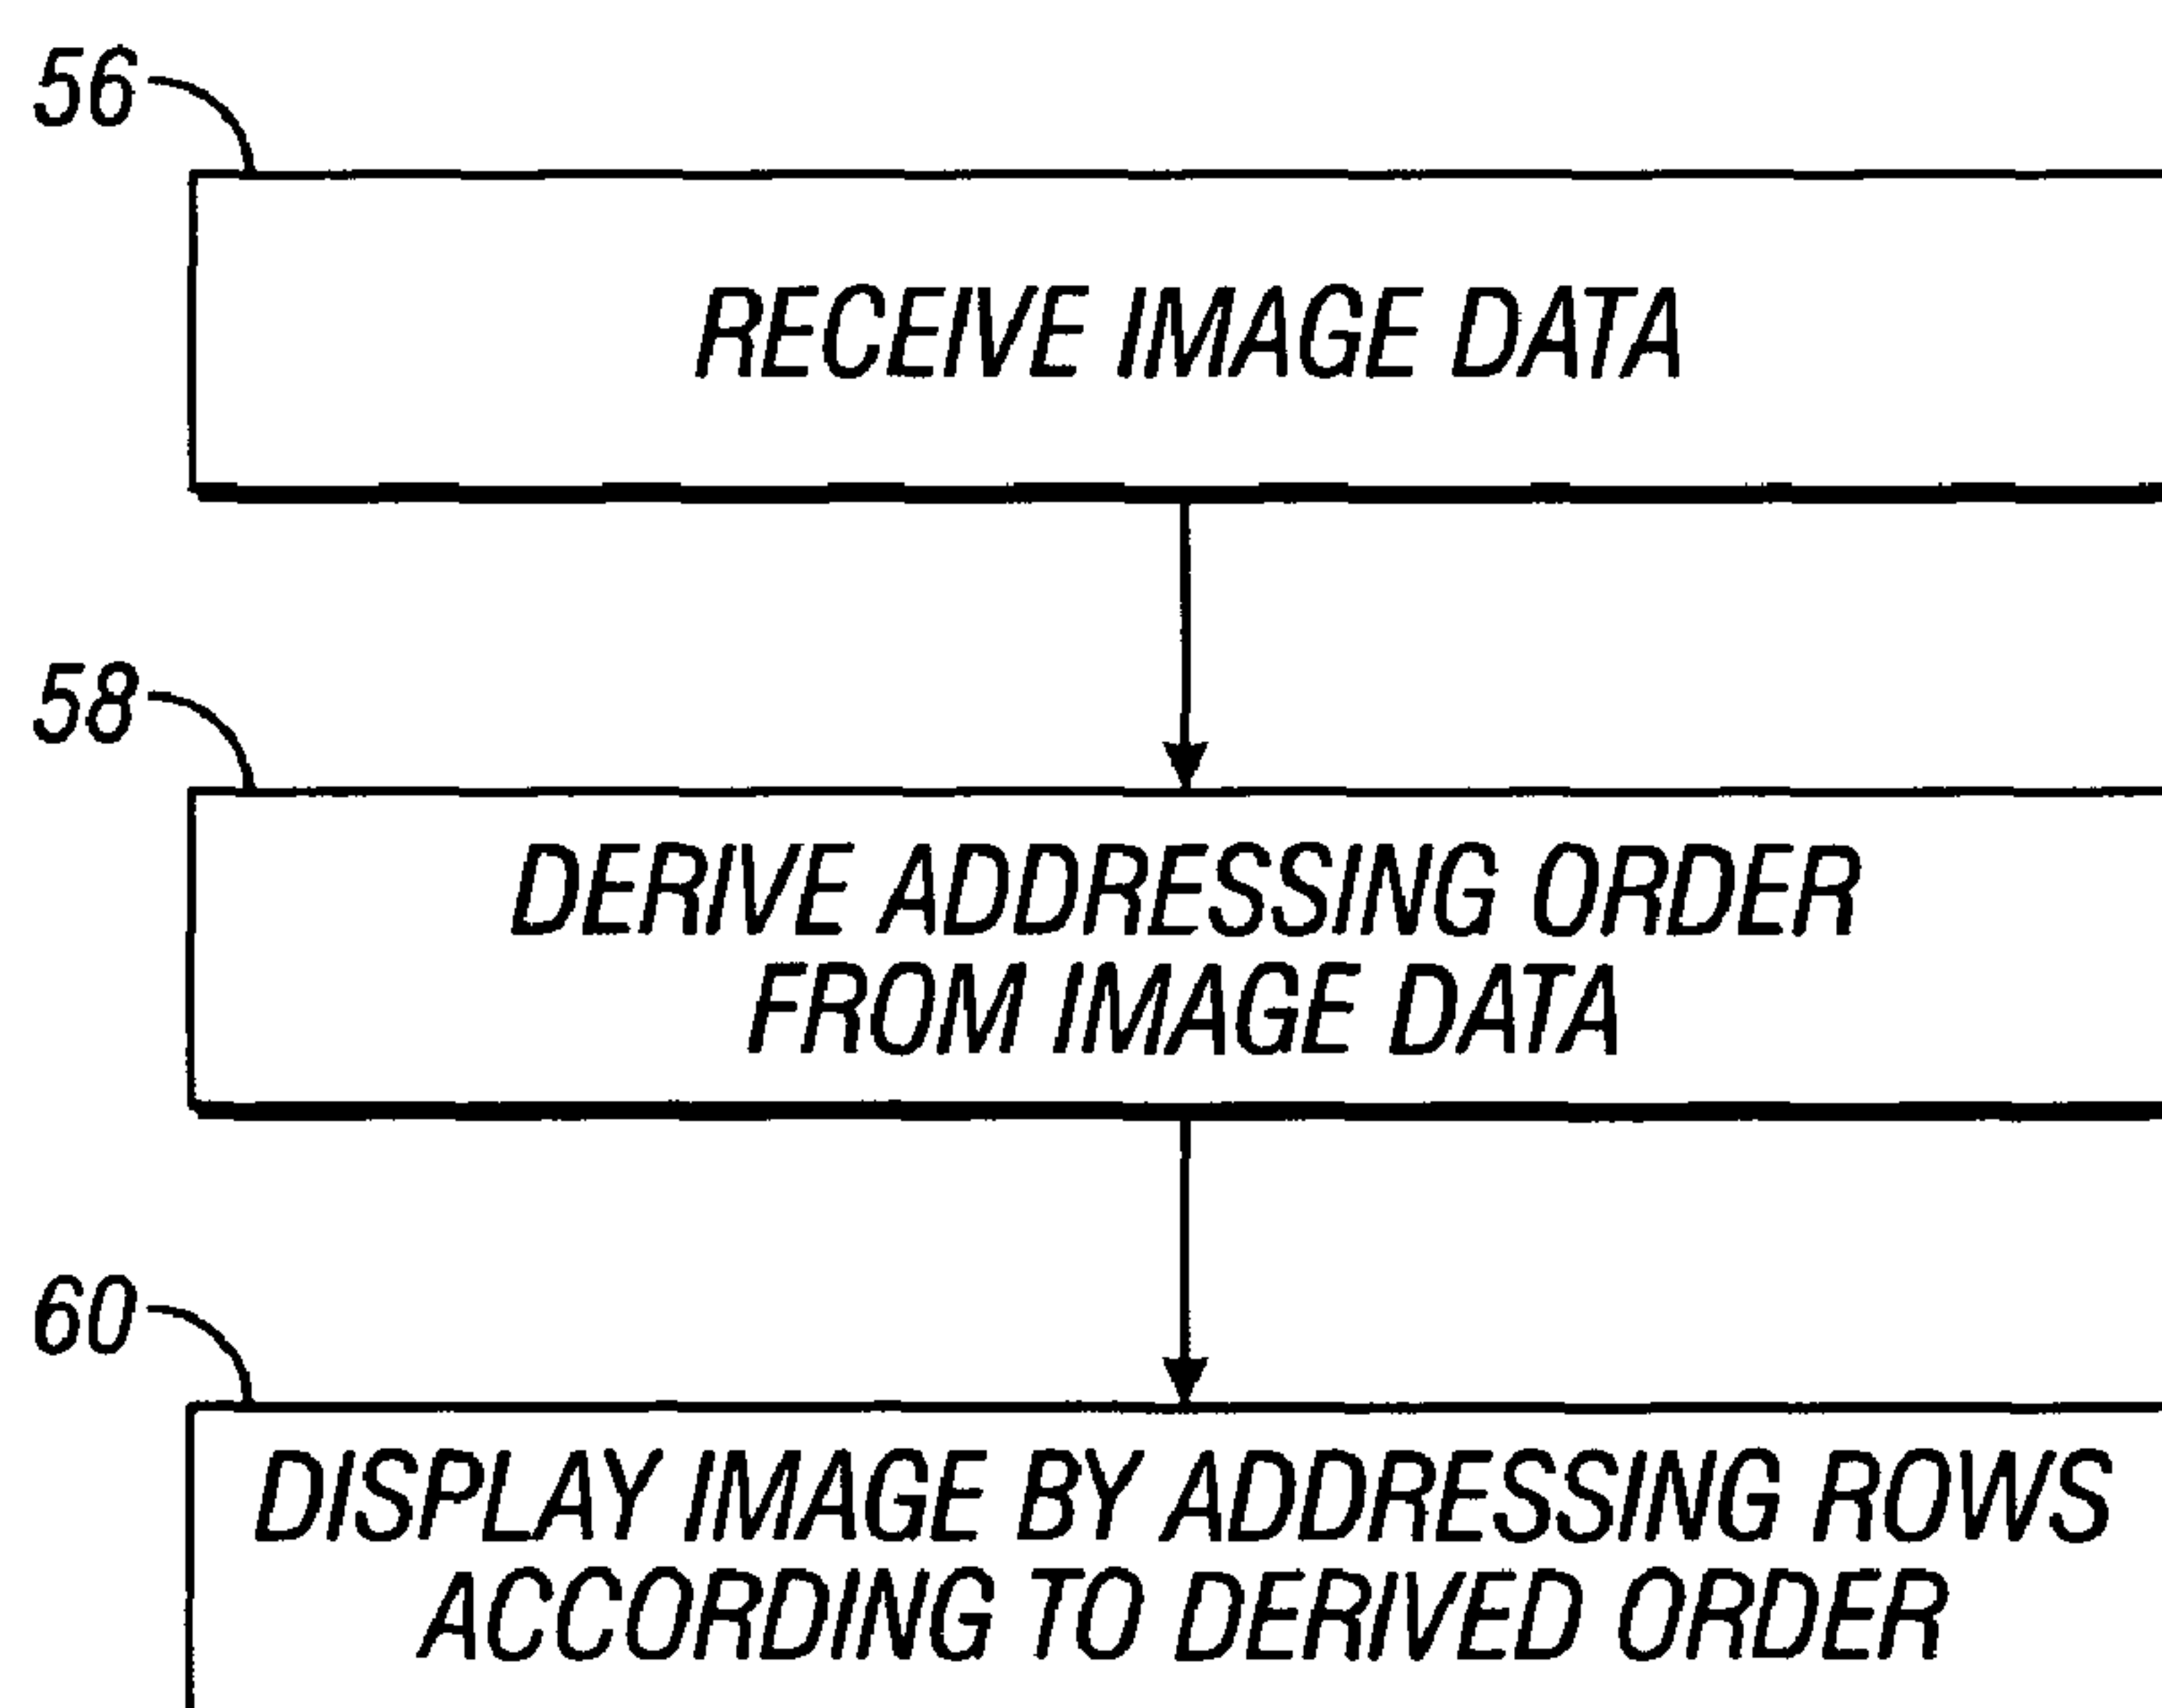 56
RECEIVE IMAGE DATA
58
DERIVE ADDRESSING ORDER
FROM IMAGE DATA
60
DISPLAY IMAGE BY ADDRESSING ROWS
ACCORDING TO DERIVED ORDER